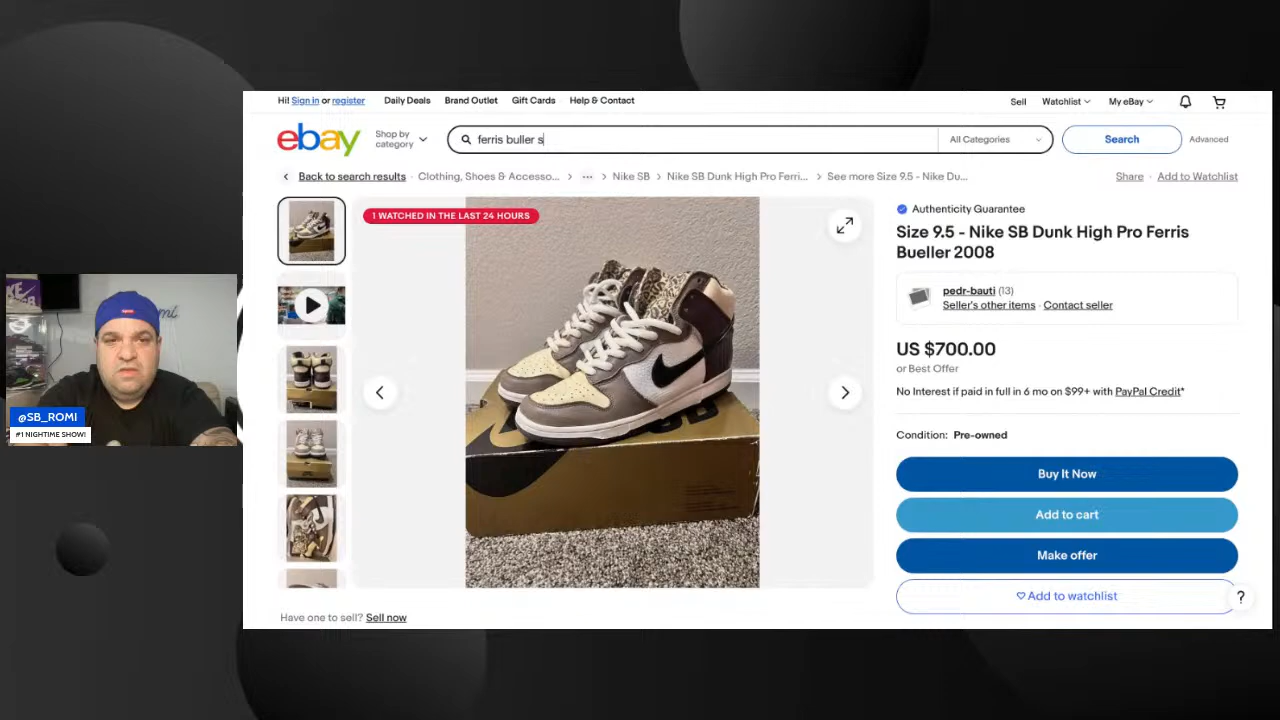 Hi! Sign in or register Daily Deals Brand Outlet Gift Cards Help & Contact Sell Watchlist My eBay
ebay Shop by category ferris buller s All Categories Search Advanced
Back to search results · Clothing, Shoes & Accesso... > ... > Nike SB > Nike SB Dunk High Pro Ferri... > See more Size 9.5 - Nike Du... Share · Add to Watchlist
1 WATCHED IN THE LAST 24 HOURS
Authenticity Guarantee
Size 9.5 - Nike SB Dunk High Pro Ferris
Bueller 2008
pedr-bauti (13)
Seller's other items · Contact seller
US $700.00
or Best Offer
No Interest if paid in full in 6 mo on $99+ with PayPal Credit*
Condition: Pre-owned
Buy It Now
Add to cart
Make offer
Add to watchlist
?
Have one to sell? Sell now
@SB_ROMI
#1 NIGHTIME SHOW!